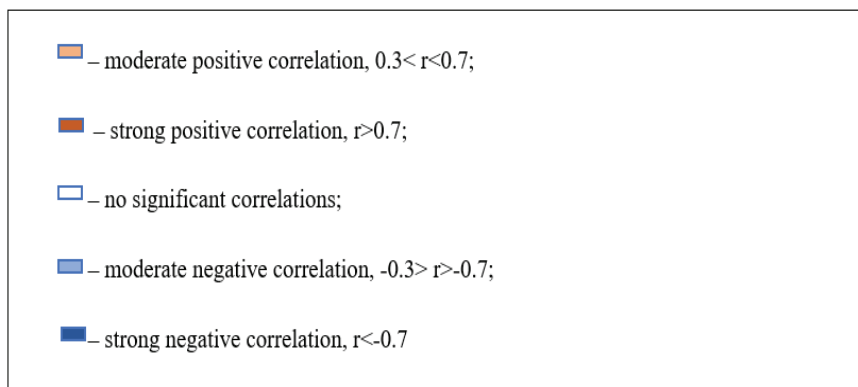 – moderate positive correlation, 0.3< r<0.7;
– strong positive correlation, r>0.7;
– no significant correlations;
– moderate negative correlation, -0.3> r>-0.7;
– strong negative correlation, r<-0.7